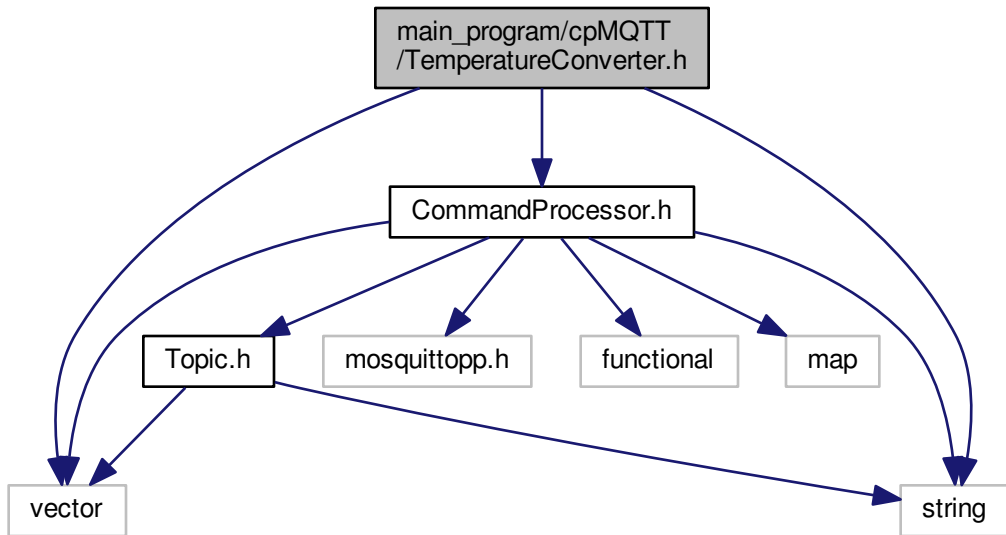 main_program/cpMQTT
/TemperatureConverter.h
CommandProcessor.h
Topic.h
mosquittopp.h
functional
map
vector
string